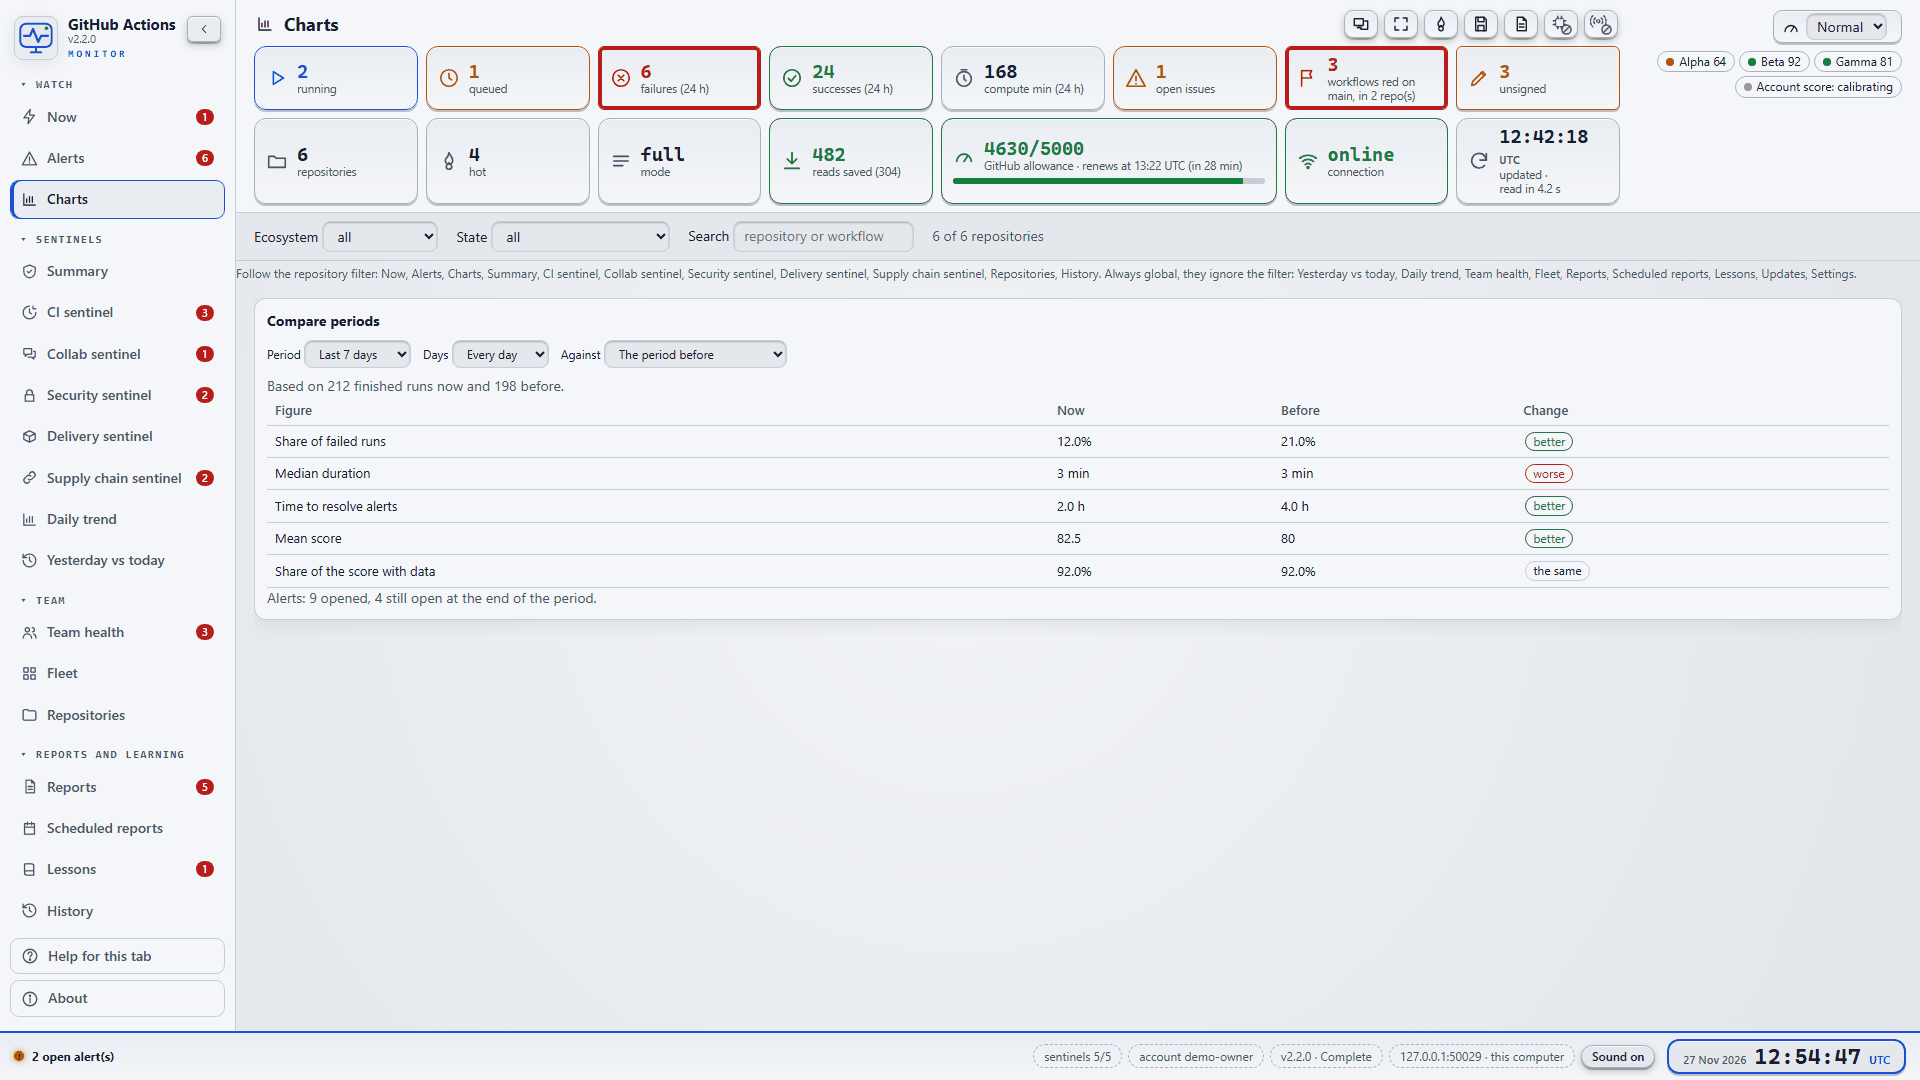 GitHub Actions
v2.2.0
MONITOR
WATCH
Now 1
Alerts 6
Charts
SENTINELS
Summary
CI sentinel 3
Collab sentinel 1
Security sentinel 2
Delivery sentinel
Supply chain sentinel 2
Daily trend
Yesterday vs today
TEAM
Team health 3
Fleet
Repositories
REPORTS AND LEARNING
Reports 5
Scheduled reports
Lessons 1
History
Help for this tab
About
Charts
Normal
Alpha 64
Beta 92
Gamma 81
Account score: calibrating
2
running
1
queued
6
failures (24 h)
24
successes (24 h)
168
compute min (24 h)
1
open issues
3
workflows red on
main, in 2 repo(s)
3
unsigned
6
repositories
4
hot
full
mode
482
reads saved (304)
4630/5000
GitHub allowance · renews at 13:22 UTC (in 28 min)
online
connection
12:42:18
UTC
updated ·
read in 4.2 s
Ecosystem all State all Search repository or workflow 6 of 6 repositories
Follow the repository filter: Now, Alerts, Charts, Summary, CI sentinel, Collab sentinel, Security sentinel, Delivery sentinel, Supply chain sentinel, Repositories, History. Always global, they ignore the filter: Yesterday vs today, Daily trend, Team health, Fleet, Reports, Scheduled reports, Lessons, Updates, Settings.
Compare periods
Period Last 7 days Days Every day Against The period before
Based on 212 finished runs now and 198 before.
Figure Now Before Change
Share of failed runs 12.0% 21.0% better
Median duration 3 min 3 min worse
Time to resolve alerts 2.0 h 4.0 h better
Mean score 82.5 80 better
Share of the score with data 92.0% 92.0% the same
Alerts: 9 opened, 4 still open at the end of the period.
2 open alert(s)
sentinels 5/5
account demo-owner
v2.2.0 · Complete
127.0.0.1:50029 · this computer
Sound on
27 Nov 2026 12:54:47 UTC